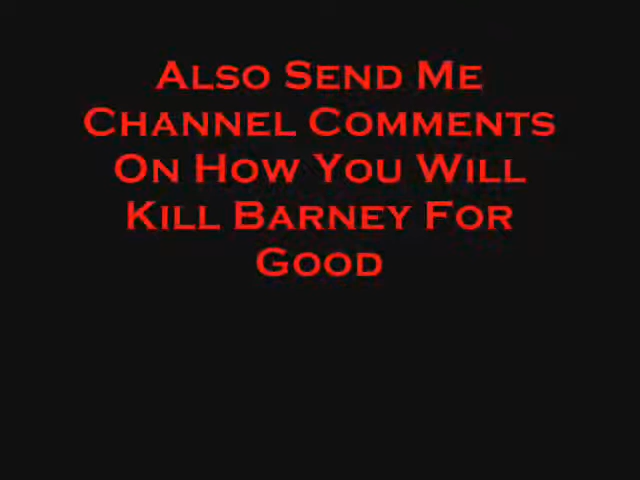 Also Send Me
Channel Comments
On How You Will
Kill Barney For
Good